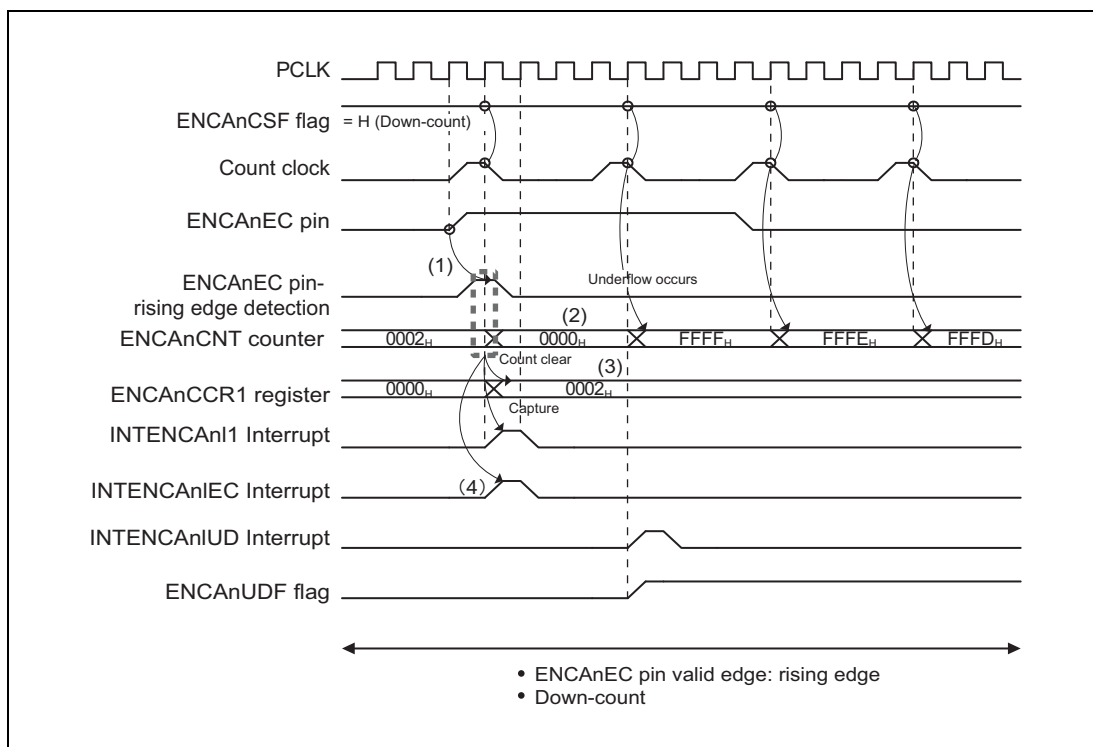 PCLK
ENCAnCSF flag
= H (Down-count)
Count clock
ENCAnEC pin
(1)
ENCAnEC pin-
rising edge detection
Underflow occurs
(2)
ENCAnCNT counter
0002H 0000H FFFFH FFFEH FFFDH
Count clear
(3)
ENCAnCCR1 register
0000H 0002H
Capture
INTENCAnI1 Interrupt
(4)
INTENCAnIEC Interrupt
INTENCAnIUD Interrupt
ENCAnUDF flag
• ENCAnEC pin valid edge: rising edge
• Down-count